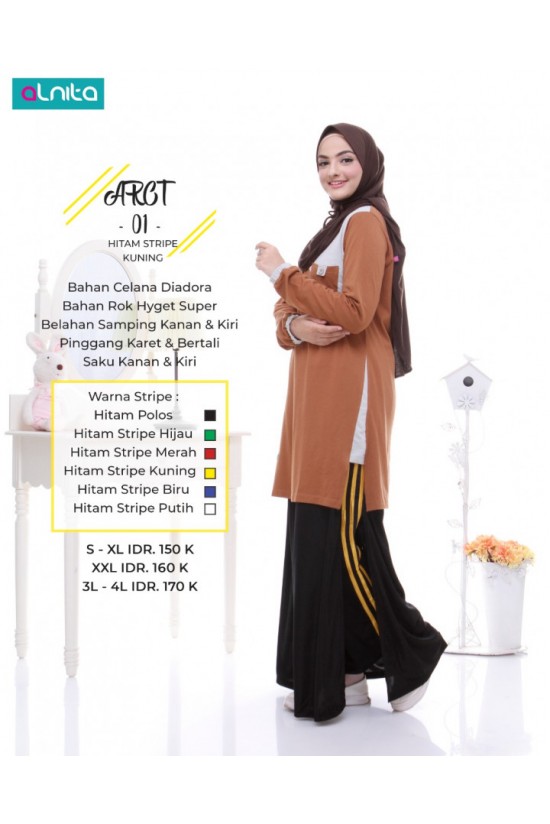 alnita
ARCT
- 01 -
HITAM STRIPE
KUNING
Bahan Celana Diadora
Bahan Rok Hyget Super
Belahan Samping Kanan & Kiri
Pinggang Karet & Bertali
Saku Kanan & Kiri
Warna Stripe :
Hitam Polos
Hitam Stripe Hijau
Hitam Stripe Merah
Hitam Stripe Kuning
Hitam Stripe Biru
Hitam Stripe Putih
S - XL IDR. 150 K
XXL IDR. 160 K
3L - 4L IDR. 170 K